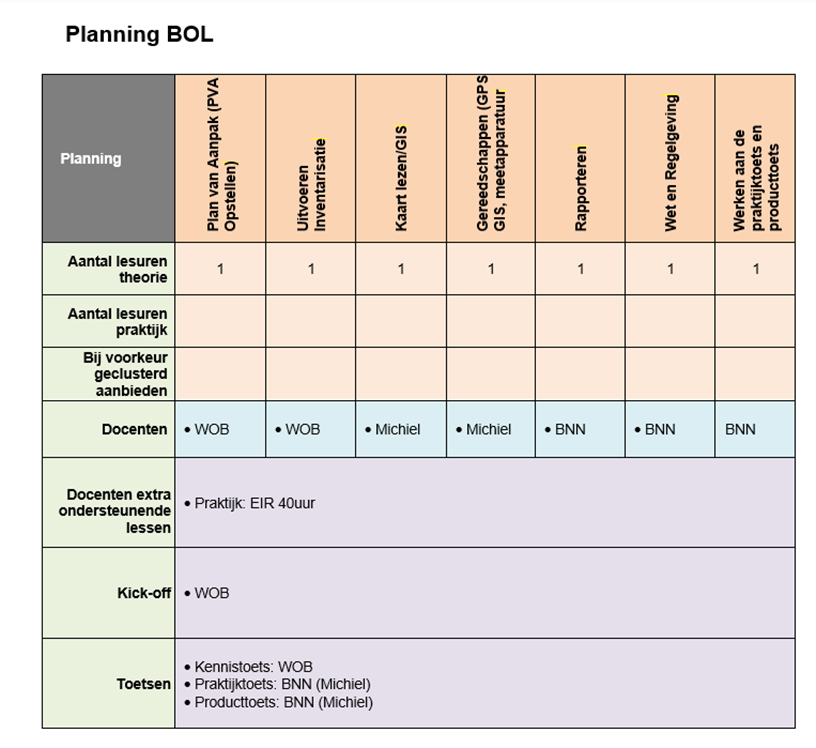 Planning BOL
Planning
Plan van Aanpak (PVA
Opstellen)
Uitvoeren
Inventarisatie
Kaart lezen/GIS
Gereedschappen (GPS
GIS, meetapparatuur
Rapporteren
Wet en Regelgeving
Werken aan de
praktijktoets en
producttoets
Aantal lesuren
theorie
1 1 1 1 1 1 1
Aantal lesuren
praktijk
Bij voorkeur
geclusterd
aanbieden
Docenten • WOB • WOB • Michiel • Michiel • BNN • BNN BNN
Docenten extra
ondersteunende
lessen
• Praktijk: EIR 40uur
Kick-off • WOB
Toetsen
• Kennistoets: WOB
• Praktijktoets: BNN (Michiel)
• Producttoets: BNN (Michiel)